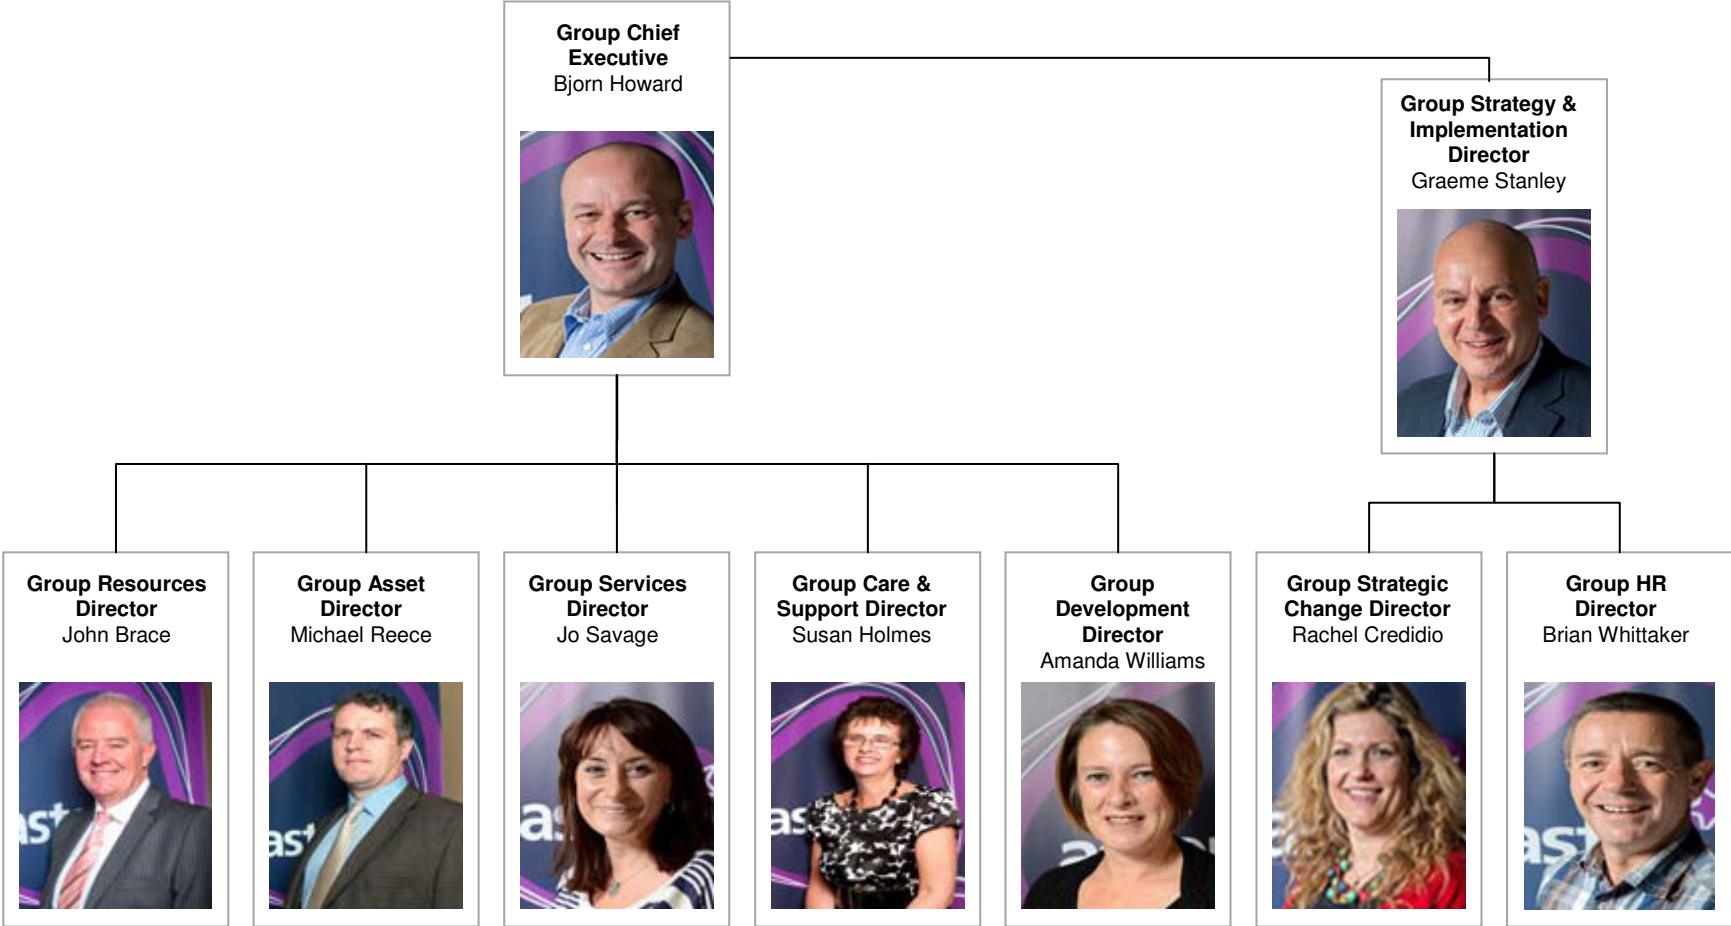 Group Chief
Executive
Bjorn Howard
Group Strategy &
Implementation
Director
Graeme Stanley
Group Resources
Director
John Brace
Group Asset
Director
Michael Reece
Group Services
Director
Jo Savage
Group Care &
Support Director
Susan Holmes
Group
Development
Director
Amanda Williams
Group Strategic
Change Director
Rachel Credidio
Group HR
Director
Brian Whittaker